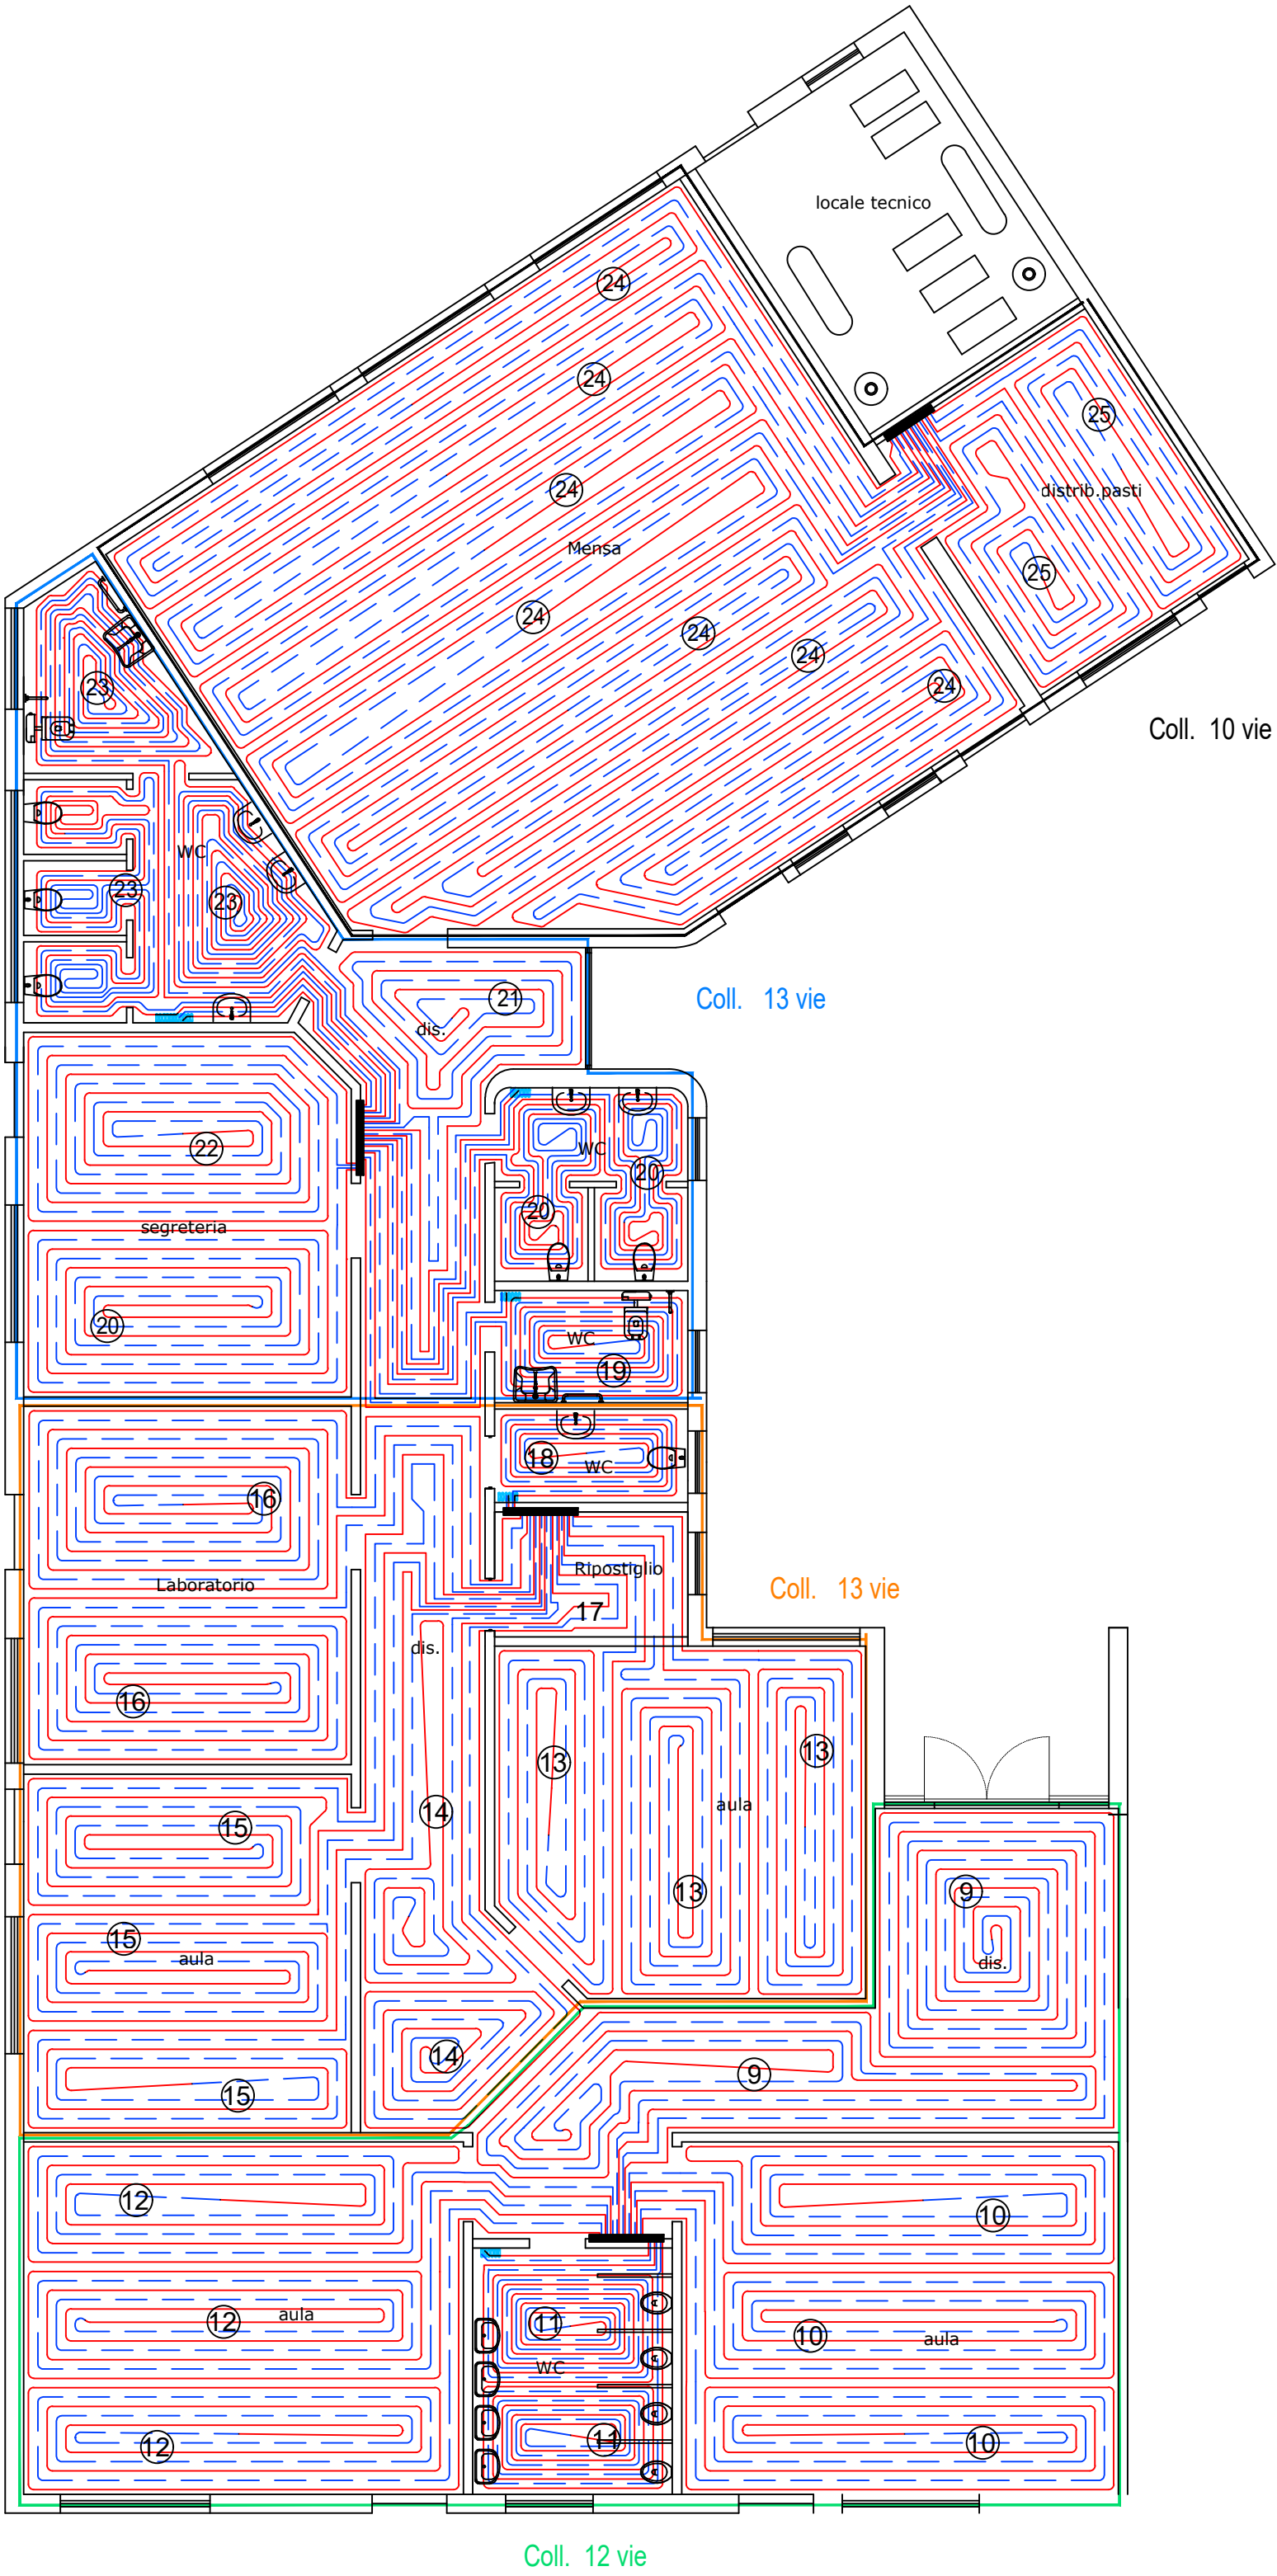 locale tecnico
24
24
25
24
distrib.pasti
Mensa
25
24
24
24
24
23
Coll. 10 vie
WC
23
23
21
Coll. 13 vie
dis.
22
WC
20
20
segreteria
20
WC
19
18
WC
16
Ripostiglio
Laboratorio
Coll. 13 vie
17
dis.
16
13
13
aula
14
15
13
9
15
aula
dis.
14
9
15
12
10
12
aula
11
10
aula
WC
12
11
10
Coll. 12 vie